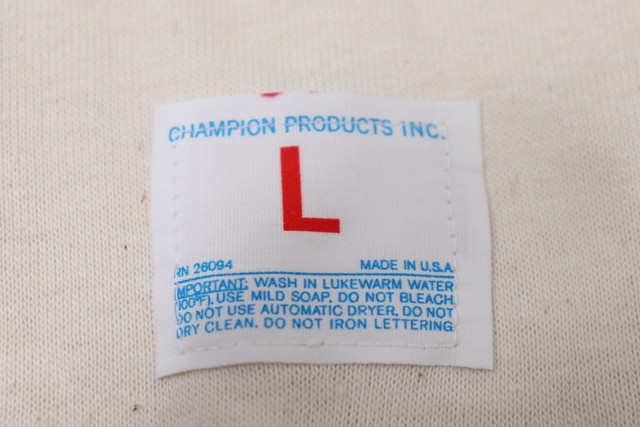 CHAMPION PRODUCTS INC.
L
RN 26094 MADE IN U.S.A
IMPORTANT: WASH IN LUKEWARM WATER
(100°F). USE MILD SOAP. DO NOT BLEACH
DO NOT USE AUTOMATIC DRYER. DO NOT
DRY CLEAN. DO NOT IRON LETTERING